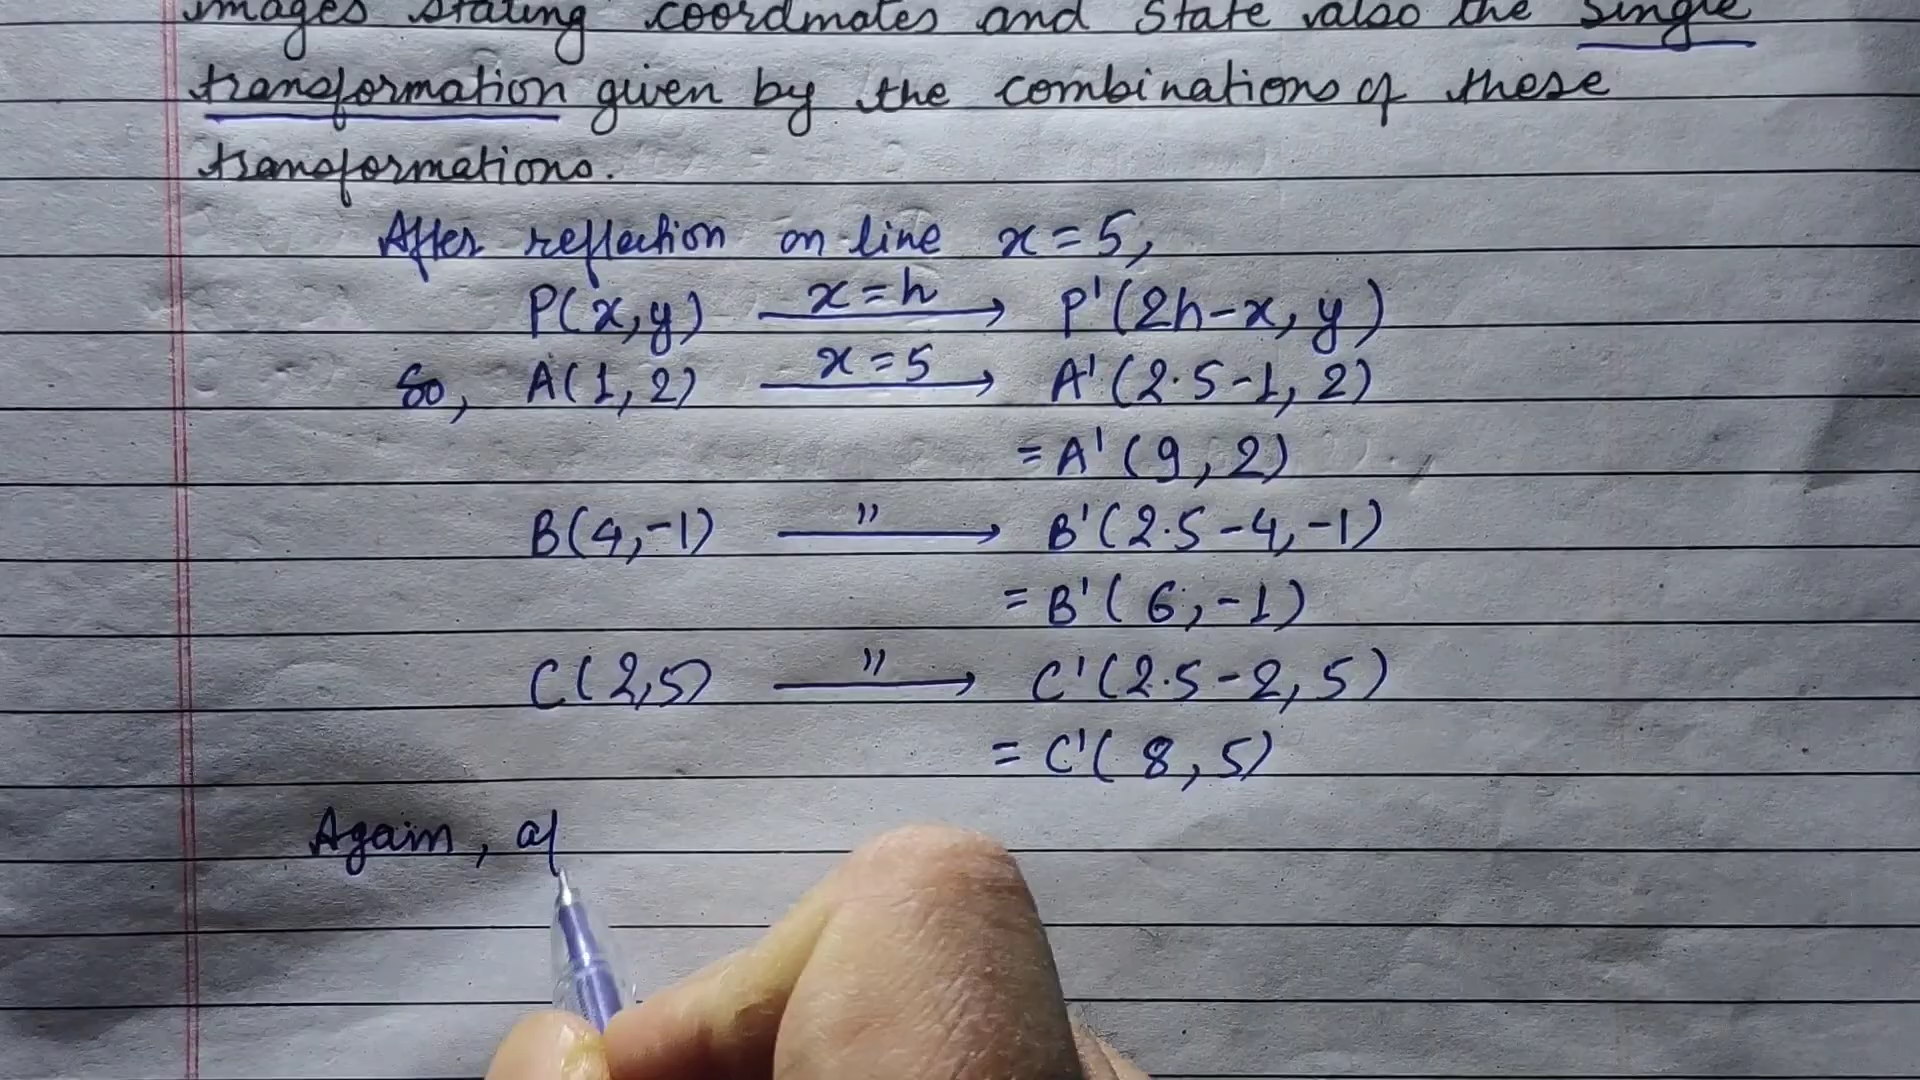 images stating coordinates and state also the single
transformation given by the combinations of these
transformations.
After reflection on line x=5,
P(x,y) x=h → P'(2h-x, y)
So, A(1, 2) x=5 → A'(2.5-1, 2)
= A'(9, 2)
B(4,-1) " → B'(2.5-4,-1)
= B'(6,-1)
C(2,5) " → C'(2.5-2, 5)
= C'(8, 5)
Again, af